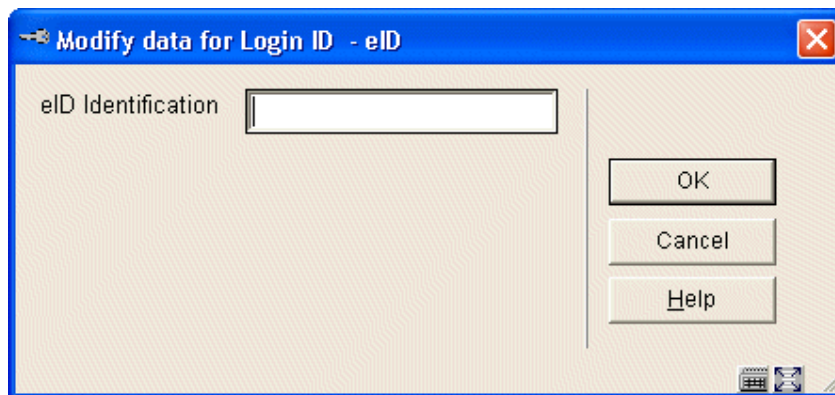 Modify data for Login ID - eID
eID Identification
OK
Cancel
Help